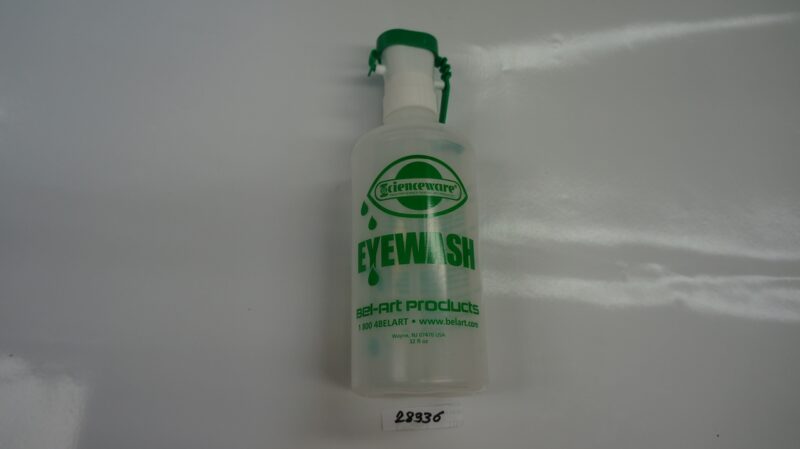 Scienceware®
EYEWASH
Bel-Art Products
1 800 4BELART • www.belart.com
Wayne, NJ 07470 USA
32 fl oz
28936